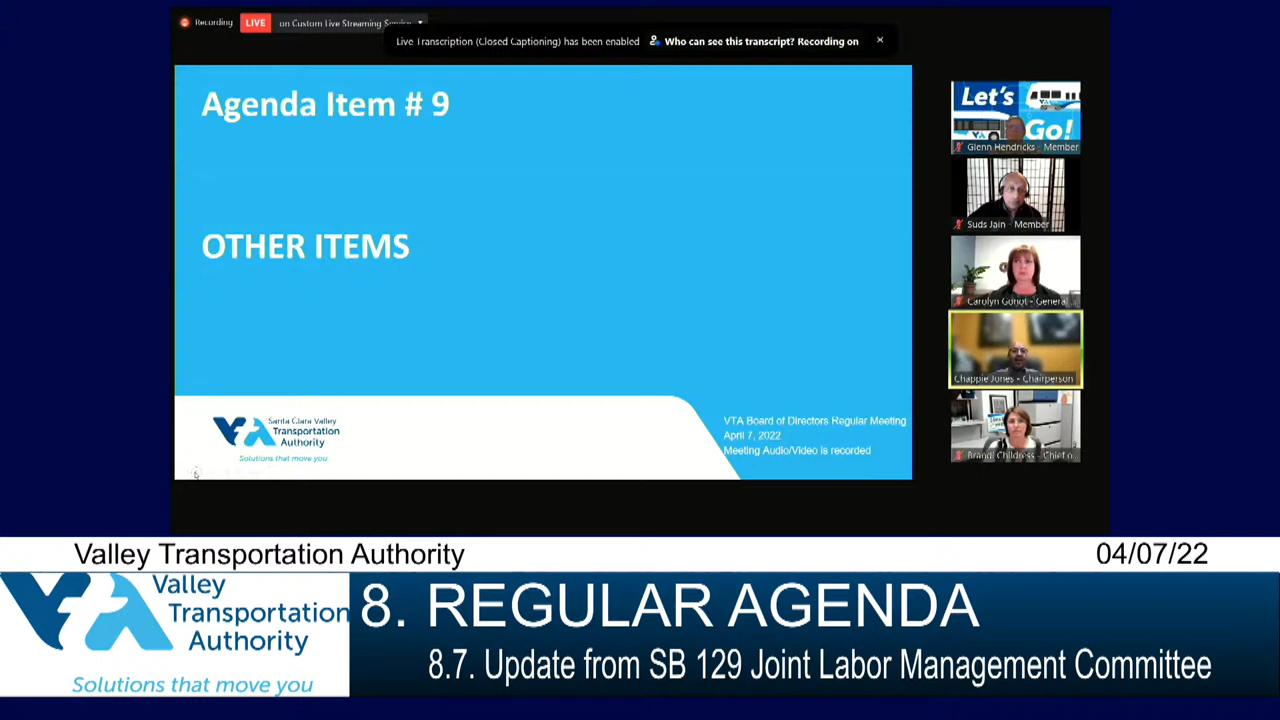 Recording
LIVE
on Custom Live Streaming Service
Live Transcription (Closed Captioning) has been enabled
Who can see this transcript? Recording on
Agenda Item # 9
OTHER ITEMS
VTA
Santa Clara Valley
Transportation
Authority
Solutions that move you
VTA Board of Directors Regular Meeting
April 7, 2022
Meeting Audio/Video is recorded
Let's
Go!
VTA
Glenn Hendricks - Member
Suds Jain - Member
Carolyn Gonot - General...
Chappie Jones - Chairperson
Brandi Childress - Chief o...
Valley Transportation Authority
04/07/22
VTA
Valley
Transportation
Authority
Solutions that move you
8. REGULAR AGENDA
8.7. Update from SB 129 Joint Labor Management Committee